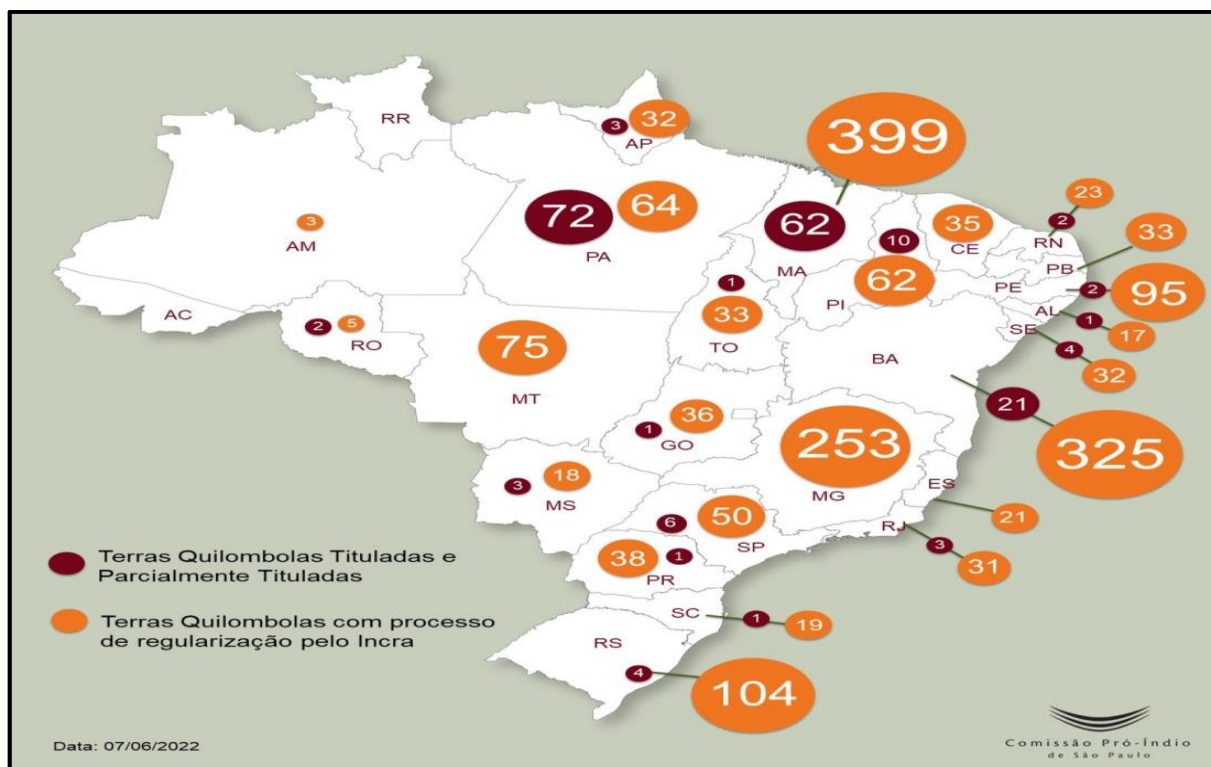 RR
3
32
AP
399
3
AM
72
64
PA
62
MA
10
35
CE
23
2
RN
33
PB
62
PI
PE
2
95
AL
1
17
SE
4
32
AC
2
5
RO
1
33
TO
75
MT
BA
21
325
36
1
GO
253
MG
ES
21
18
3
MS
50
6
SP
RJ
3
31
38
1
PR
SC
1
19
RS
4
104
Terras Quilombolas Tituladas e
Parcialmente Tituladas
Terras Quilombolas com processo
de regularização pelo Incra
Data: 07/06/2022
Comissão Pró-Índio
de São Paulo